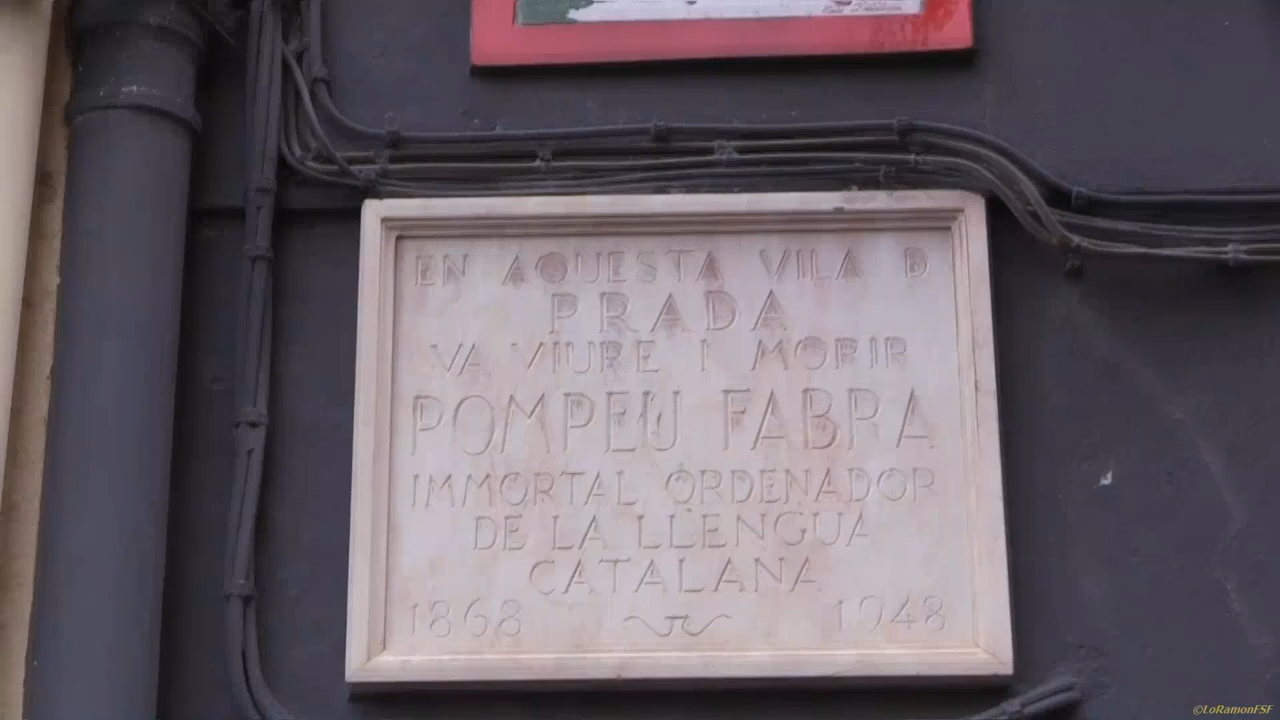 EN AQUESTA VILA D
PRADA
VA VIURE I MORIR
POMPEU FABRA
IMMORTAL ORDENADOR
DE LA LLENGUA
CATALANA
1868 1948
©LoRamonFSF